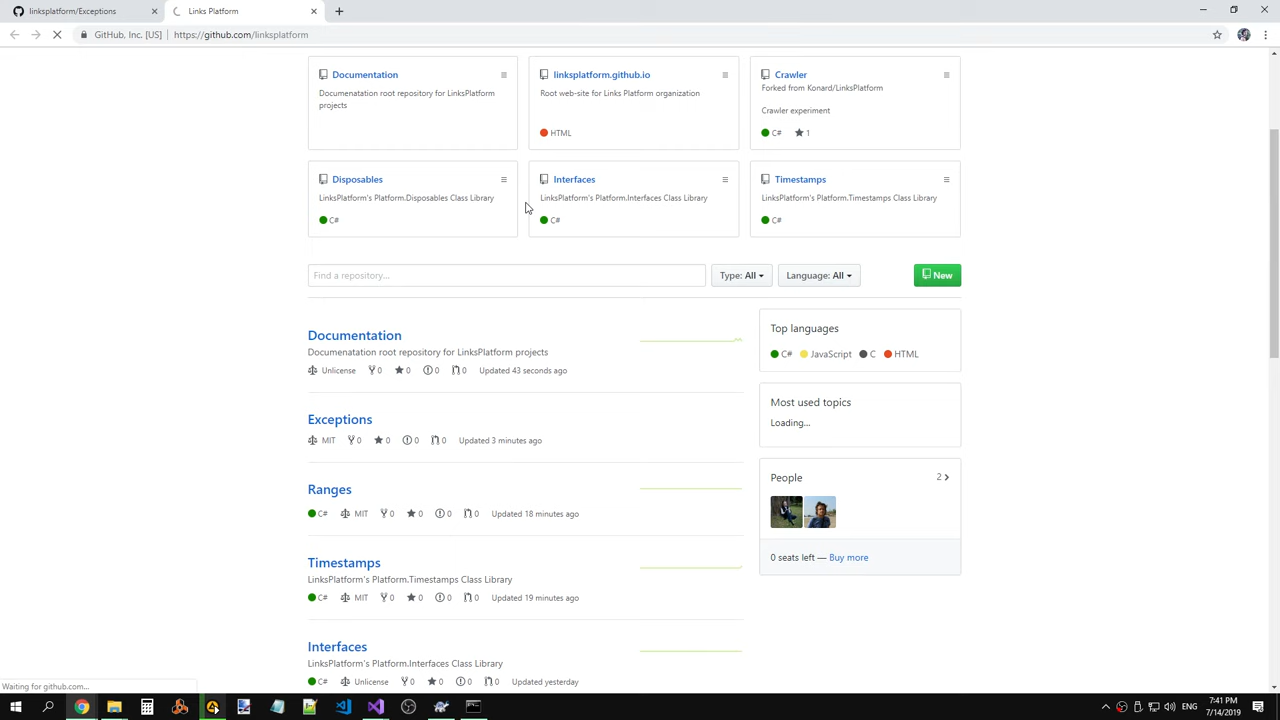 linksplatform/Exceptions
Links Platform
GitHub, Inc. [US] | https://github.com/linksplatform
Documentation
Documenatation root repository for LinksPlatform
projects
linksplatform.github.io
Root web-site for Links Platform organization
HTML
Crawler
Forked from Konard/LinksPlatform
Crawler experiment
C# 1
Disposables
LinksPlatform's Platform.Disposables Class Library
C#
Interfaces
LinksPlatform's Platform.Interfaces Class Library
C#
Timestamps
LinksPlatform's Platform.Timestamps Class Library
C#
Find a repository...
Type: All
Language: All
New
Documentation
Documenatation root repository for LinksPlatform projects
Unlicense 0 0 0 0 Updated 43 seconds ago
Exceptions
MIT 0 0 0 0 Updated 3 minutes ago
Ranges
C# MIT 0 0 0 0 Updated 18 minutes ago
Timestamps
LinksPlatform's Platform.Timestamps Class Library
C# MIT 0 0 0 0 Updated 19 minutes ago
Interfaces
LinksPlatform's Platform.Interfaces Class Library
C# Unlicense 0 0 0 0 Updated yesterday
Top languages
C# JavaScript C HTML
Most used topics
Loading...
People 2
0 seats left — Buy more
Waiting for github.com...
ENG
7:41 PM
7/14/2019